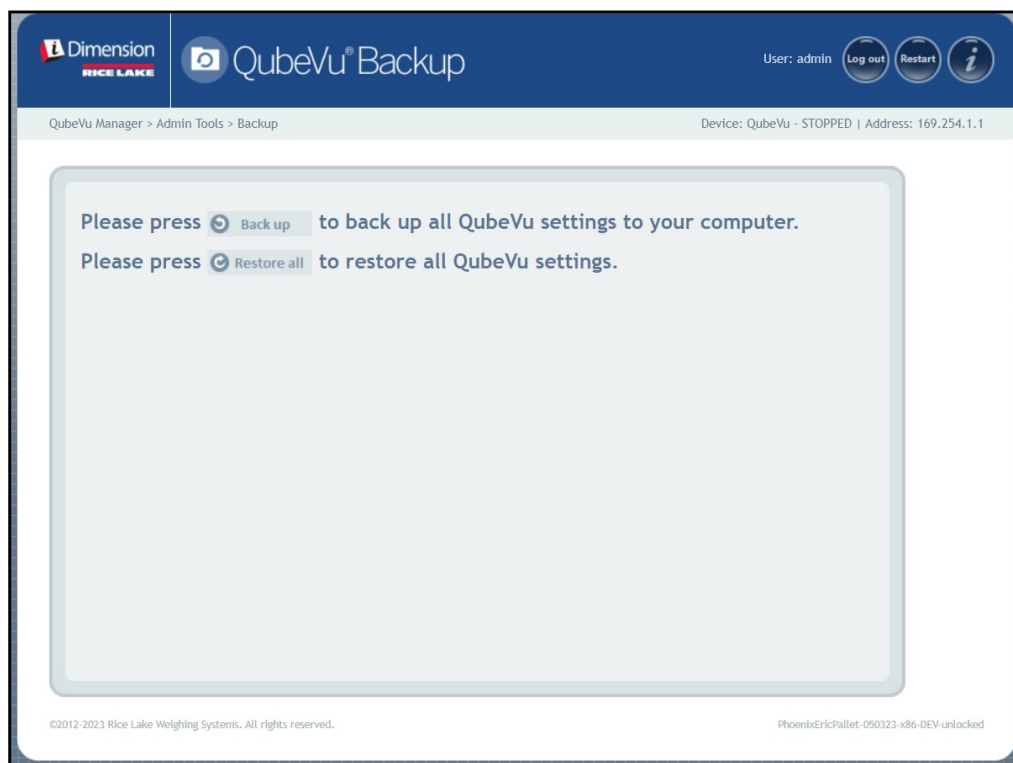 iDimension
RICE LAKE
QubeVu® Backup
User: admin
Log out
Restart
i
QubeVu Manager > Admin Tools > Backup
Device: QubeVu - STOPPED | Address: 169.254.1.1
Please press Back up to back up all QubeVu settings to your computer.
Please press Restore all to restore all QubeVu settings.
©2012-2023 Rice Lake Weighing Systems. All rights reserved.
PhoenixEricPallet-050323-x86-DEV-unlocked